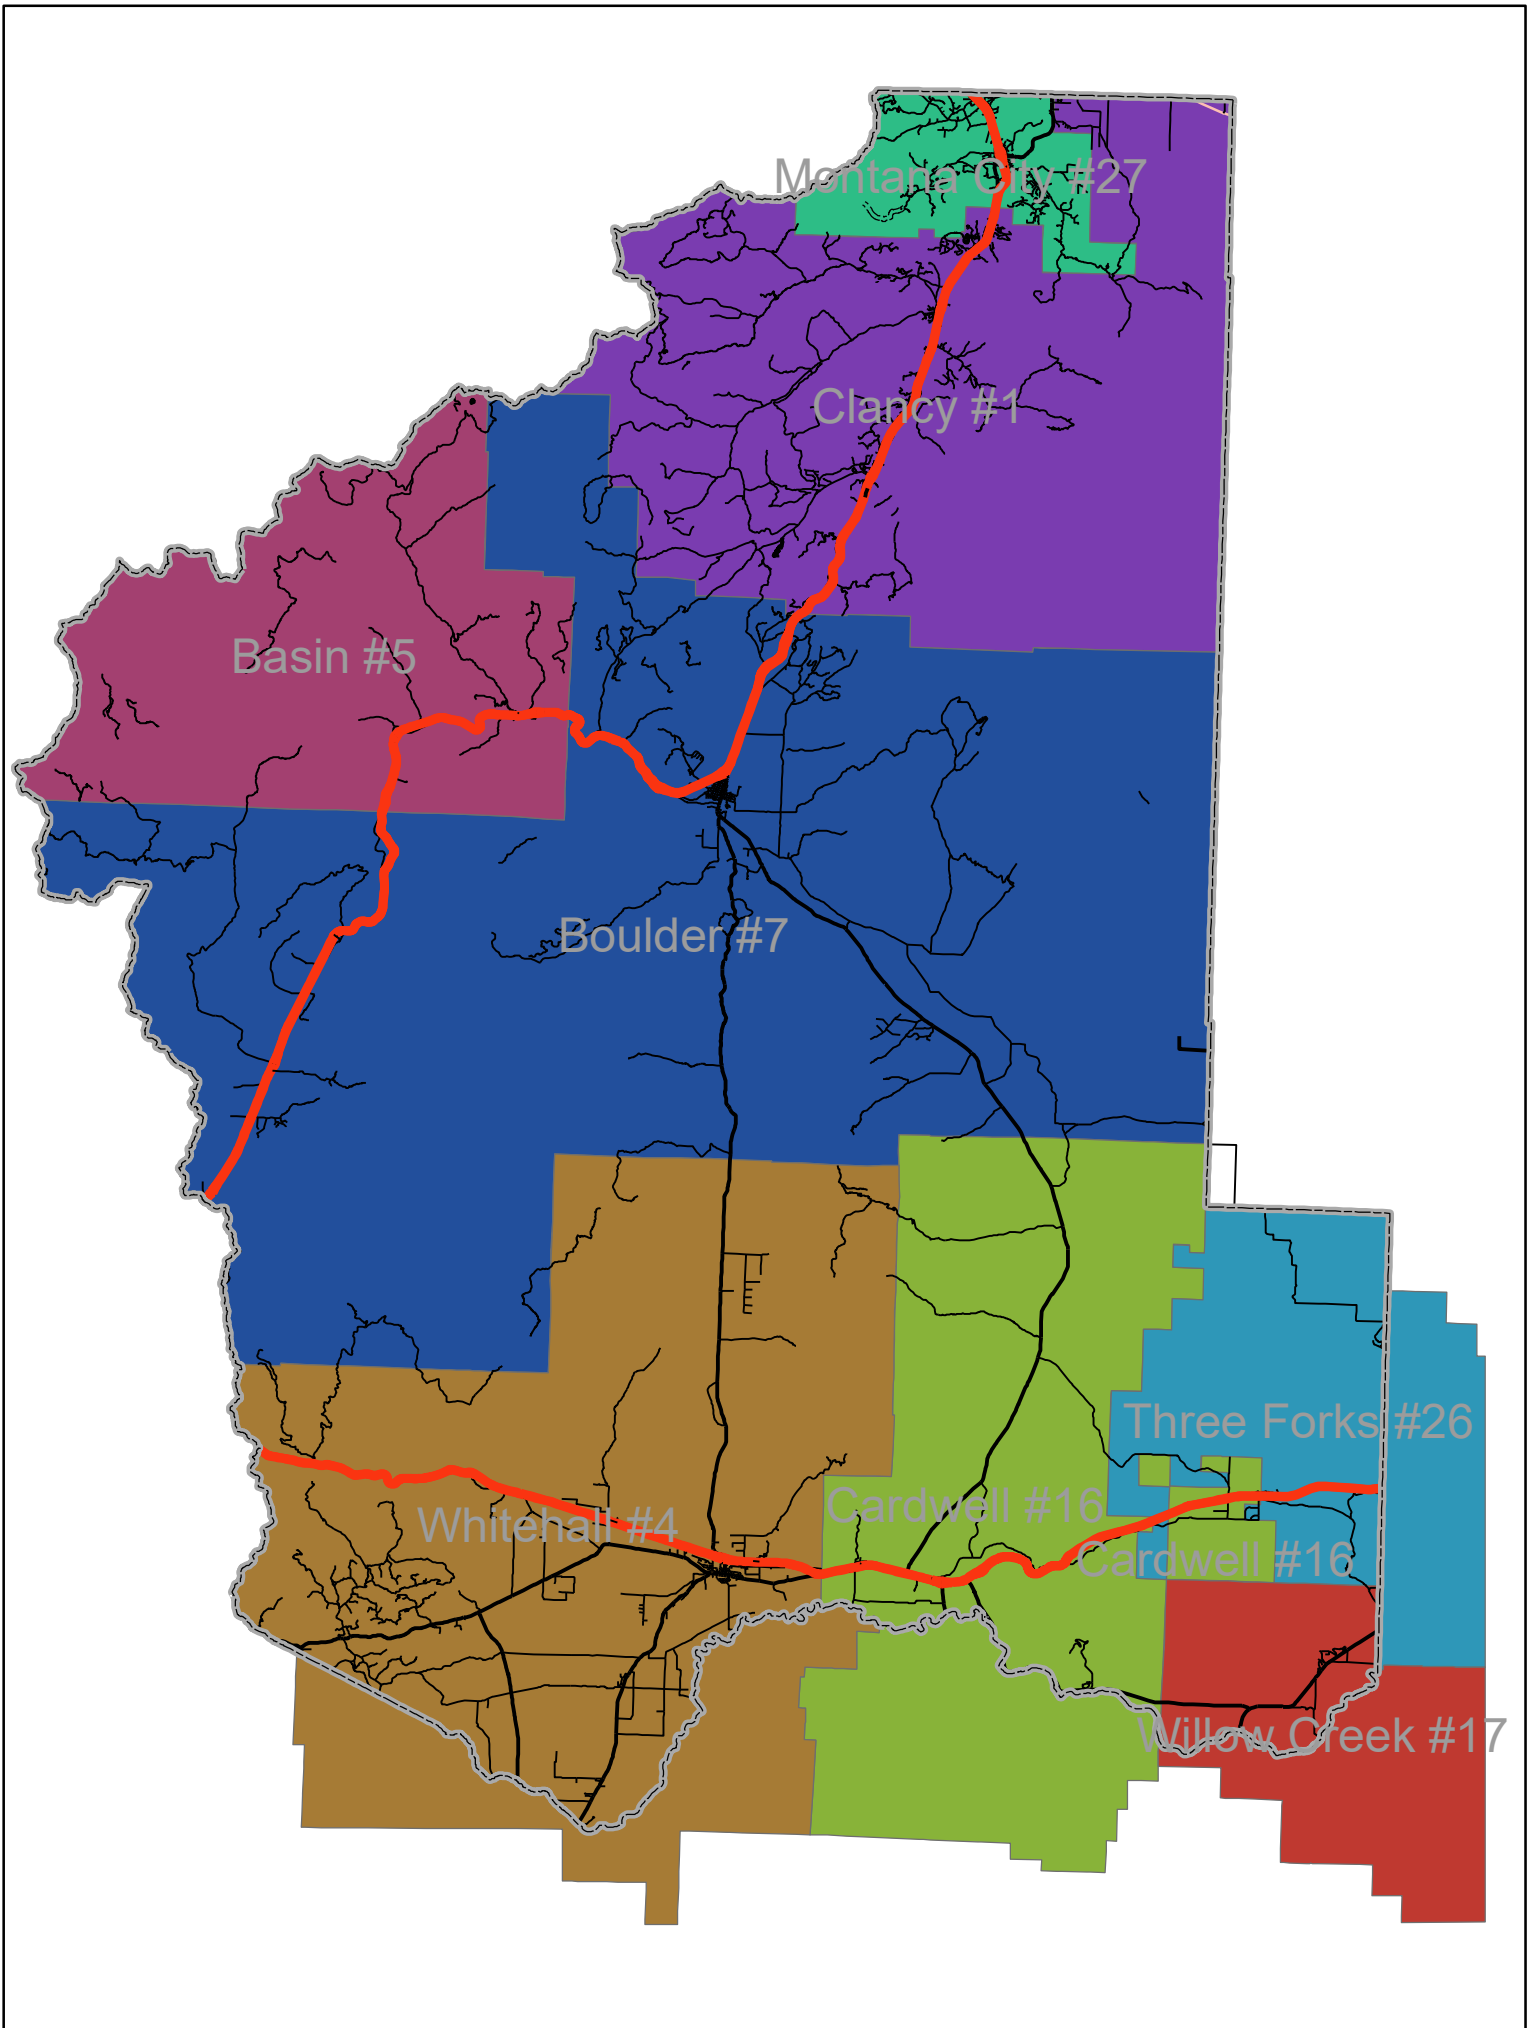 Montana City #27
Clancy #1
Basin #5
Boulder #7
Three Forks #26
Cardwell #16
Whitehall #4
Cardwell #16
Willow Creek #17